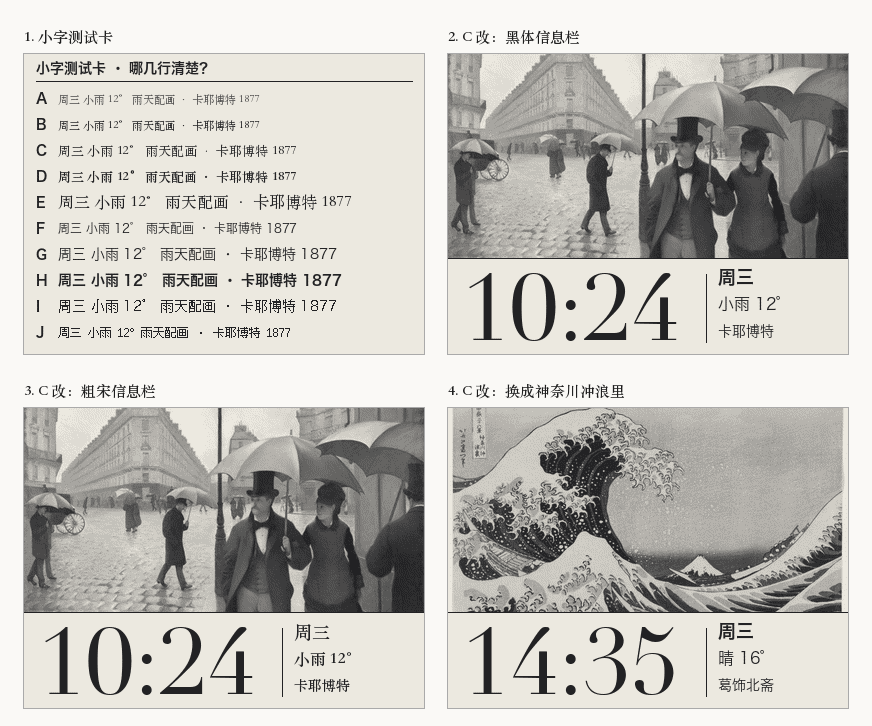 1. 小字测试卡
小字测试卡 · 哪几行清楚?
A 周三 小雨 12° 雨天配画 · 卡耶博特 1877
B 周三 小雨 12° 雨天配画 · 卡耶博特 1877
C 周三 小雨 12° 雨天配画 · 卡耶博特 1877
D 周三 小雨 12° 雨天配画 · 卡耶博特 1877
E 周三 小雨 12° 雨天配画 · 卡耶博特 1877
F 周三 小雨 12° 雨天配画 · 卡耶博特 1877
G 周三 小雨 12° 雨天配画 · 卡耶博特 1877
H 周三 小雨 12° 雨天配画 · 卡耶博特 1877
I 周三 小雨 12° 雨天配画 · 卡耶博特 1877
J 周三 小雨 12° 雨天配画 · 卡耶博特 1877
2. C 改：黑体信息栏
10:24
周三
小雨 12°
卡耶博特
3. C 改：粗宋信息栏
10:24
周三
小雨 12°
卡耶博特
4. C 改：换成神奈川冲浪里
14:35
周三
晴 16°
葛饰北斋